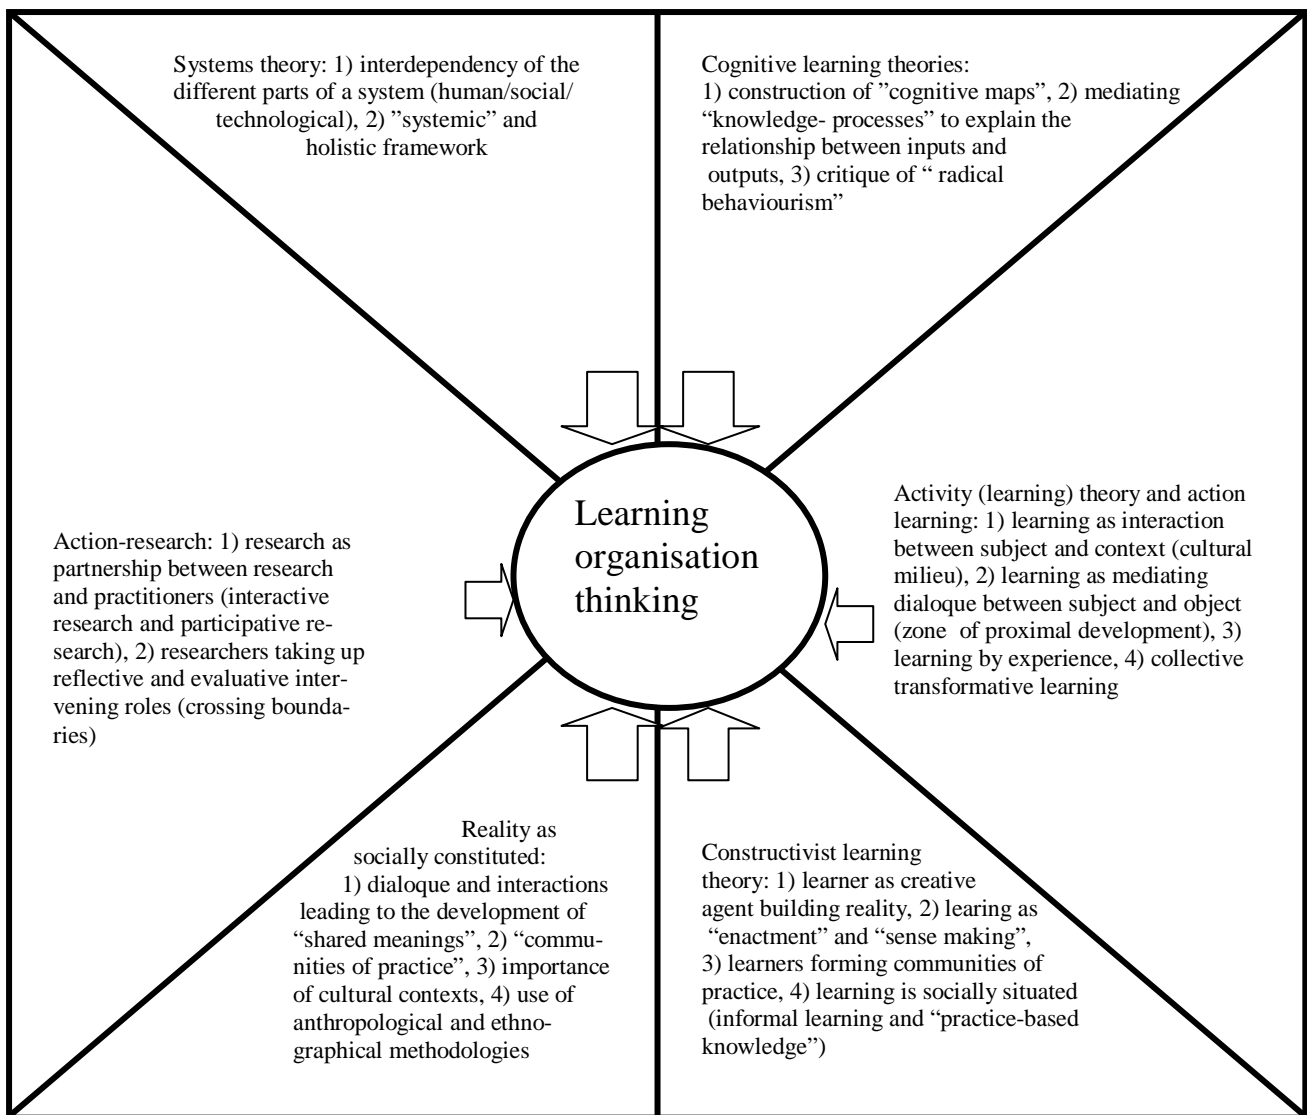 Systems theory: 1) interdependency of the
different parts of a system (human/social/
technological), 2) ”systemic” and
holistic framework
Cognitive learning theories:
1) construction of ”cognitive maps”, 2) mediating
“knowledge- processes” to explain the
relationship between inputs and
outputs, 3) critique of “ radical
behaviourism”
Learning
organisation
thinking
Action-research: 1) research as
partnership between research
and practitioners (interactive
research and participative re-
search), 2) researchers taking up
reflective and evaluative inter-
vening roles (crossing bounda-
ries)
Activity (learning) theory and action
learning: 1) learning as interaction
between subject and context (cultural
milieu), 2) learning as mediating
dialoque between subject and object
(zone of proximal development), 3)
learning by experience, 4) collective
transformative learning
Reality as
socially constituted:
1) dialoque and interactions
leading to the development of
“shared meanings”, 2) “commu-
nities of practice”, 3) importance
of cultural contexts, 4) use of
anthropological and ethno-
graphical methodologies
Constructivist learning
theory: 1) learner as creative
agent building reality, 2) learing as
“enactment” and “sense making”,
3) learners forming communities of
practice, 4) learning is socially situated
(informal learning and “practice-based
knowledge”)